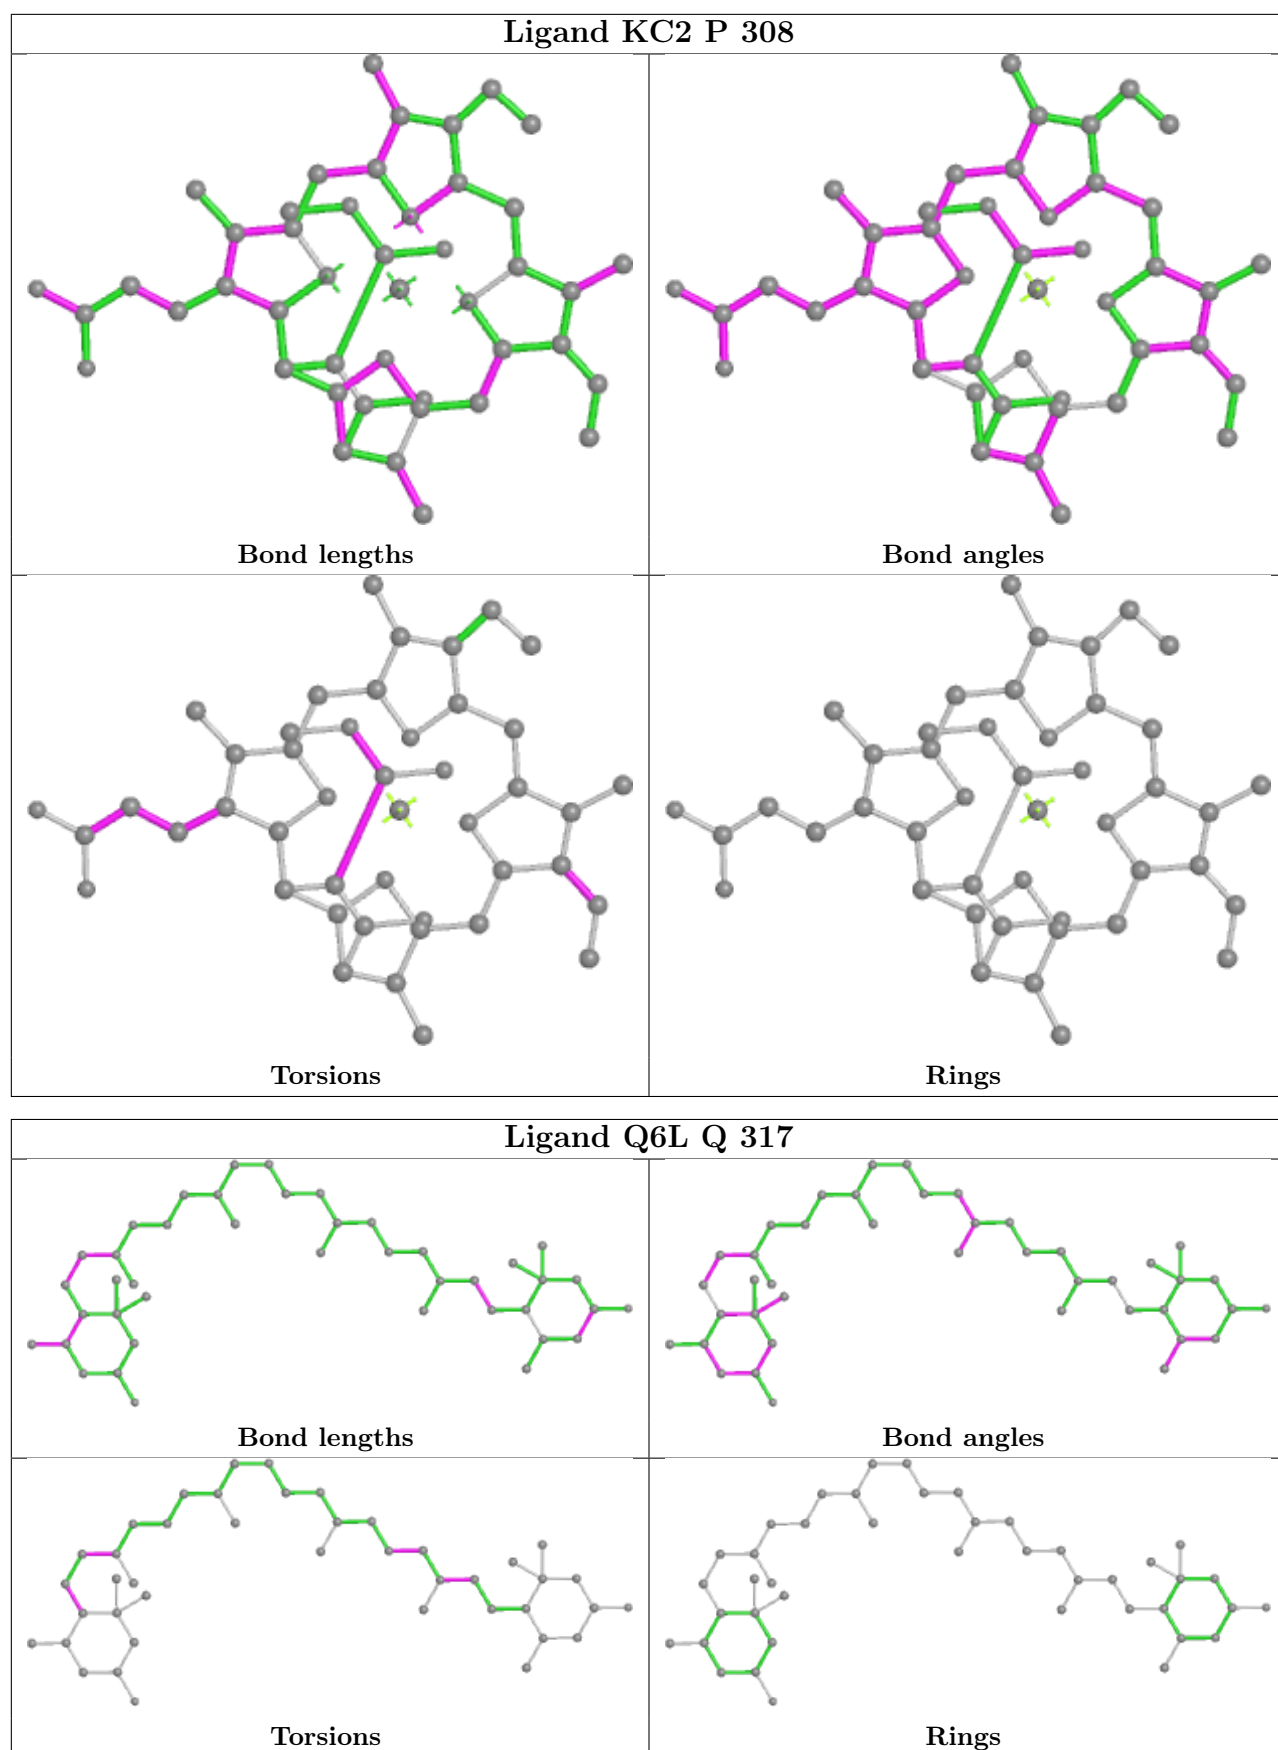 Ligand KC2 P 308
Bond lengths
Bond angles
Torsions
Rings
Ligand Q6L Q 317
Bond lengths
Bond angles
Torsions
Rings